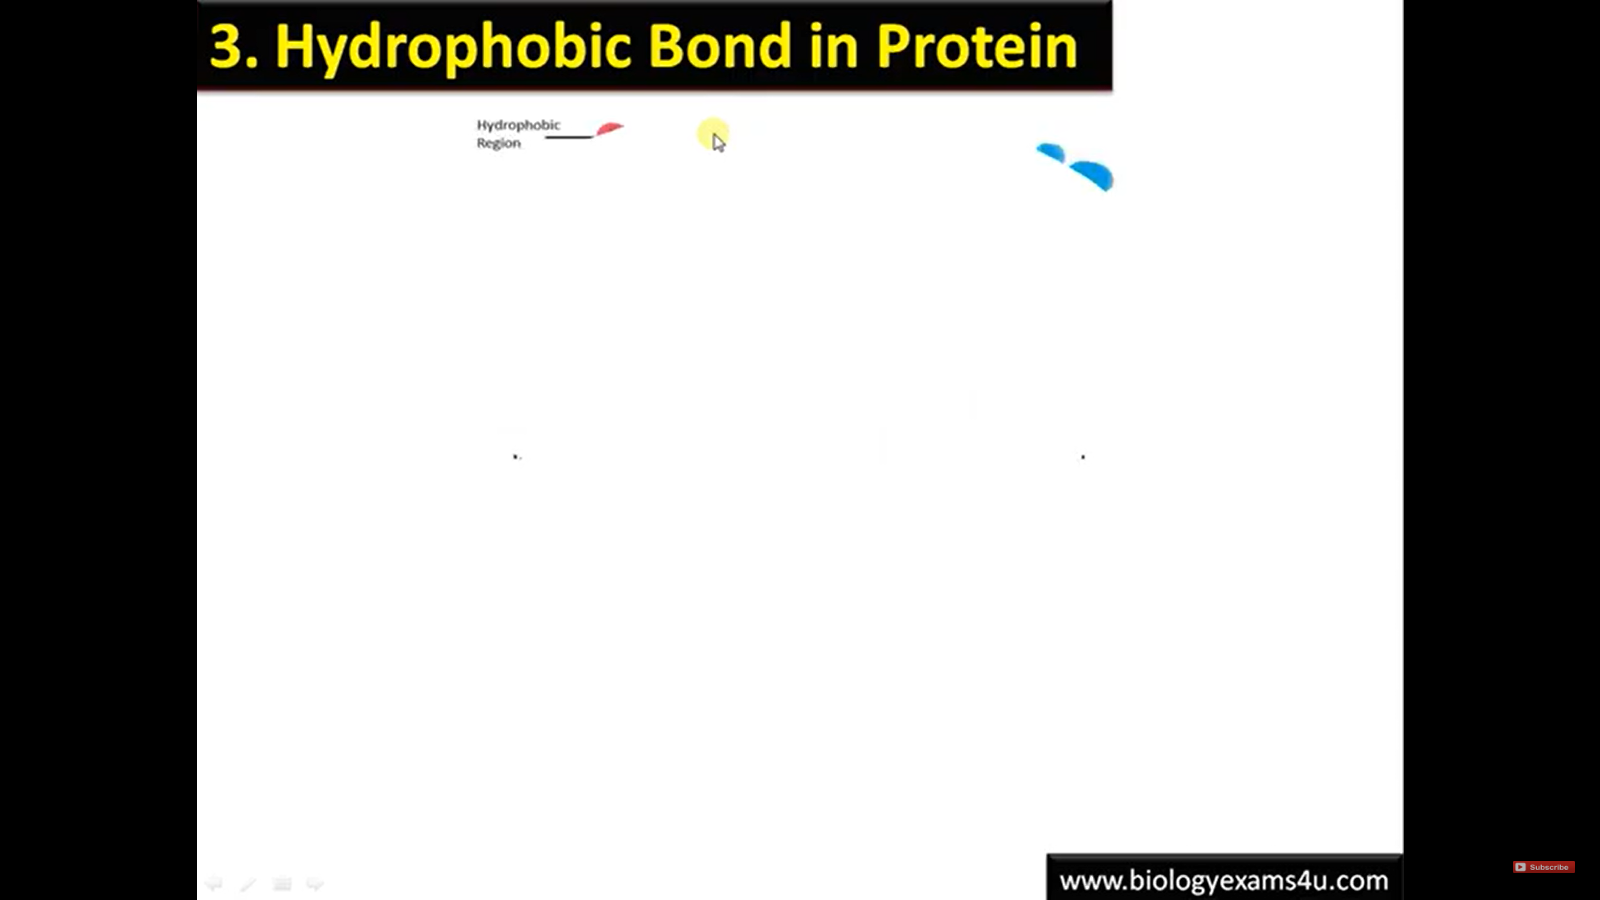 3. Hydrophobic Bond in Protein
Hydrophobic
Region
www.biologyexams4u.com
Subscribe